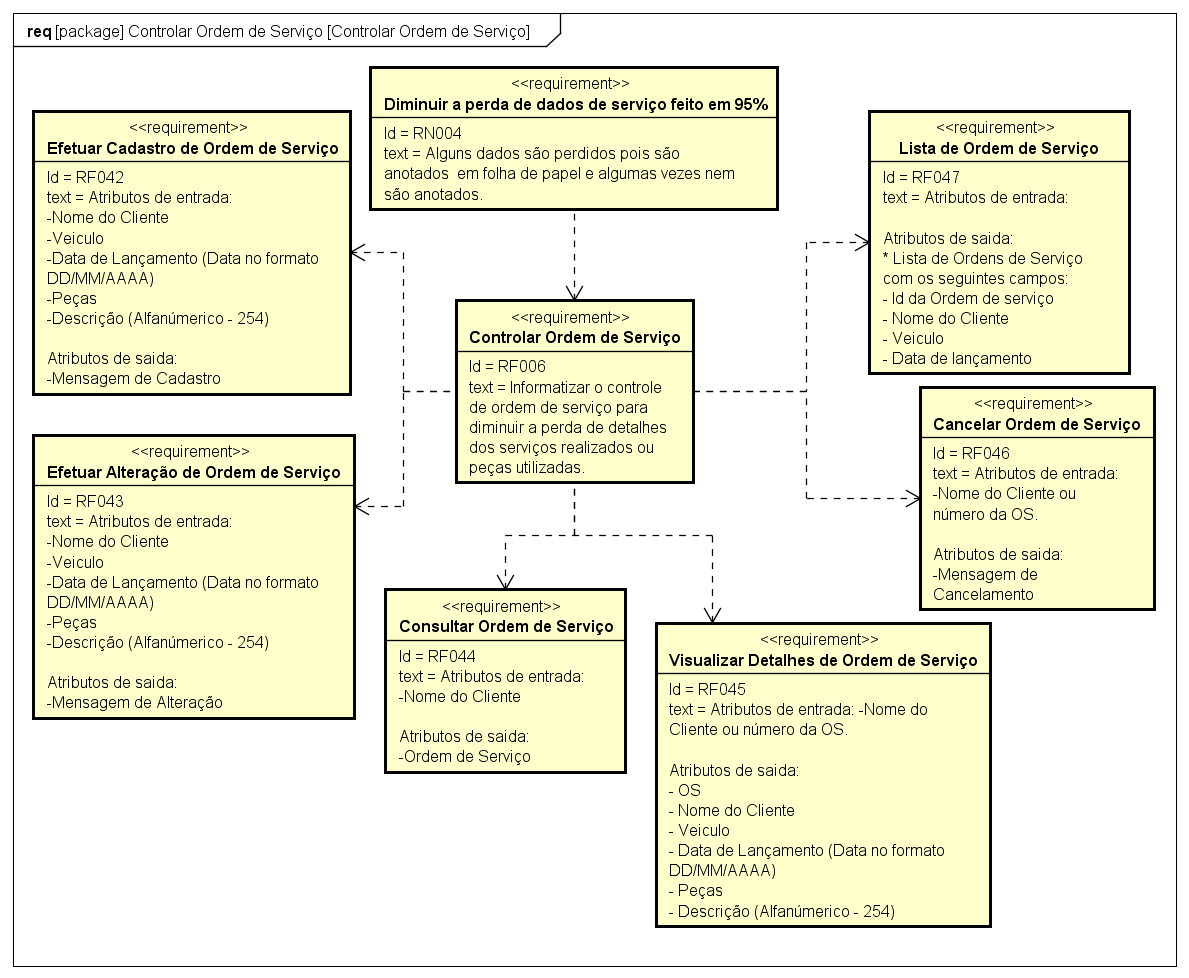 req [package] Controlar Ordem de Serviço [Controlar Ordem de Serviço]
<<requirement>>
Diminuir a perda de dados de serviço feito em 95%
Id = RN004
text = Alguns dados são perdidos pois são
anotados em folha de papel e algumas vezes nem
são anotados.
<<requirement>>
Efetuar Cadastro de Ordem de Serviço
Id = RF042
text = Atributos de entrada:
-Nome do Cliente
-Veiculo
-Data de Lançamento (Data no formato
DD/MM/AAAA)
-Peças
-Descrição (Alfanúmerico - 254)
Atributos de saida:
-Mensagem de Cadastro
<<requirement>>
Lista de Ordem de Serviço
Id = RF047
text = Atributos de entrada:
Atributos de saida:
* Lista de Ordens de Serviço
com os seguintes campos:
- Id da Ordem de serviço
- Nome do Cliente
- Veiculo
- Data de lançamento
<<requirement>>
Controlar Ordem de Serviço
Id = RF006
text = Informatizar o controle
de ordem de serviço para
diminuir a perda de detalhes
dos serviços realizados ou
peças utilizadas.
<<requirement>>
Cancelar Ordem de Serviço
Id = RF046
text = Atributos de entrada:
-Nome do Cliente ou
número da OS.
Atributos de saida:
-Mensagem de
Cancelamento
<<requirement>>
Efetuar Alteração de Ordem de Serviço
Id = RF043
text = Atributos de entrada:
-Nome do Cliente
-Veiculo
-Data de Lançamento (Data no formato
DD/MM/AAAA)
-Peças
-Descrição (Alfanúmerico - 254)
Atributos de saida:
-Mensagem de Alteração
<<requirement>>
Consultar Ordem de Serviço
Id = RF044
text = Atributos de entrada:
-Nome do Cliente
Atributos de saida:
-Ordem de Serviço
<<requirement>>
Visualizar Detalhes de Ordem de Serviço
Id = RF045
text = Atributos de entrada: -Nome do
Cliente ou número da OS.
Atributos de saida:
- OS
- Nome do Cliente
- Veiculo
- Data de Lançamento (Data no formato
DD/MM/AAAA)
- Peças
- Descrição (Alfanúmerico - 254)